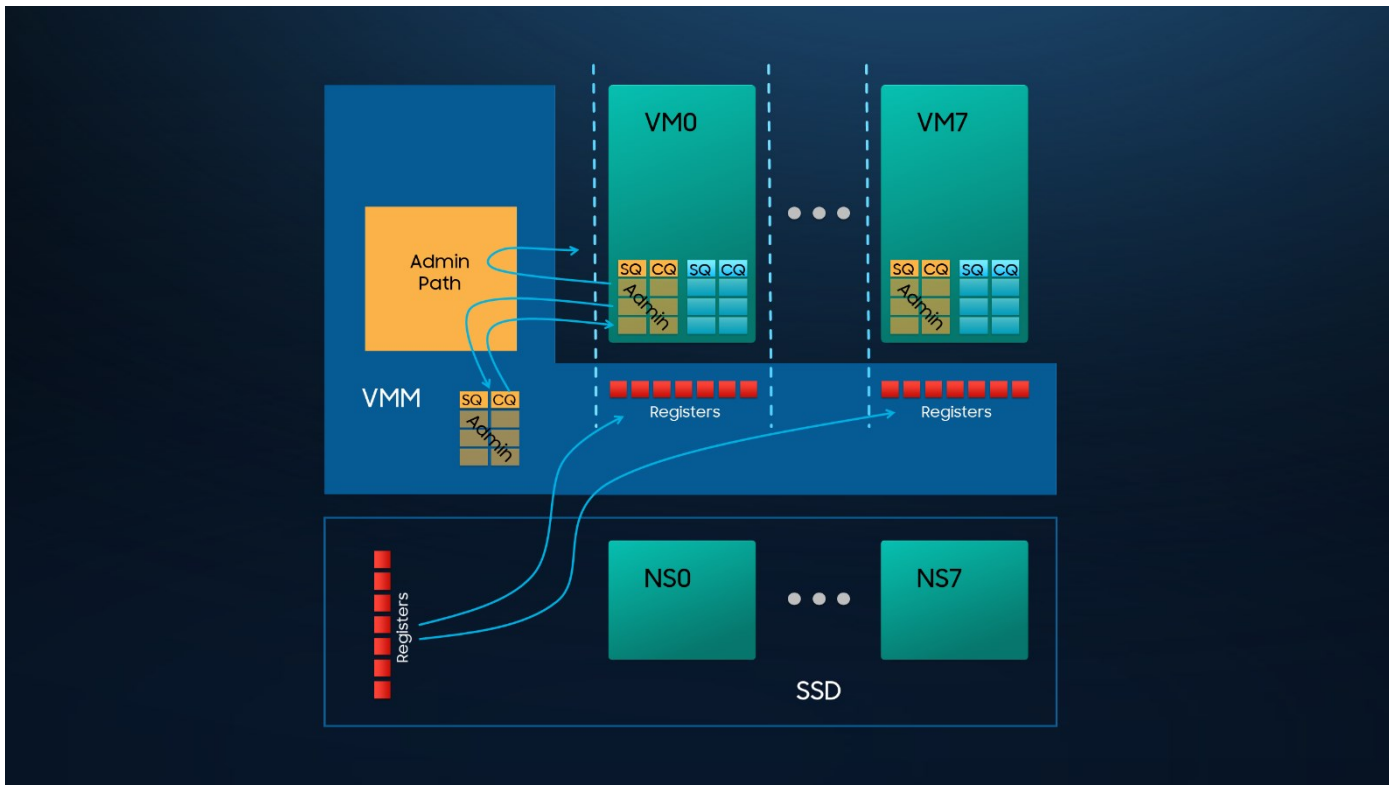 VM0
VM7
Admin
Path
SQ CQ SQ CQ
Admin
SQ CQ SQ CQ
Admin
VMM
SQ CQ
Admin
Registers
Registers
Registers
NS0
NS7
SSD